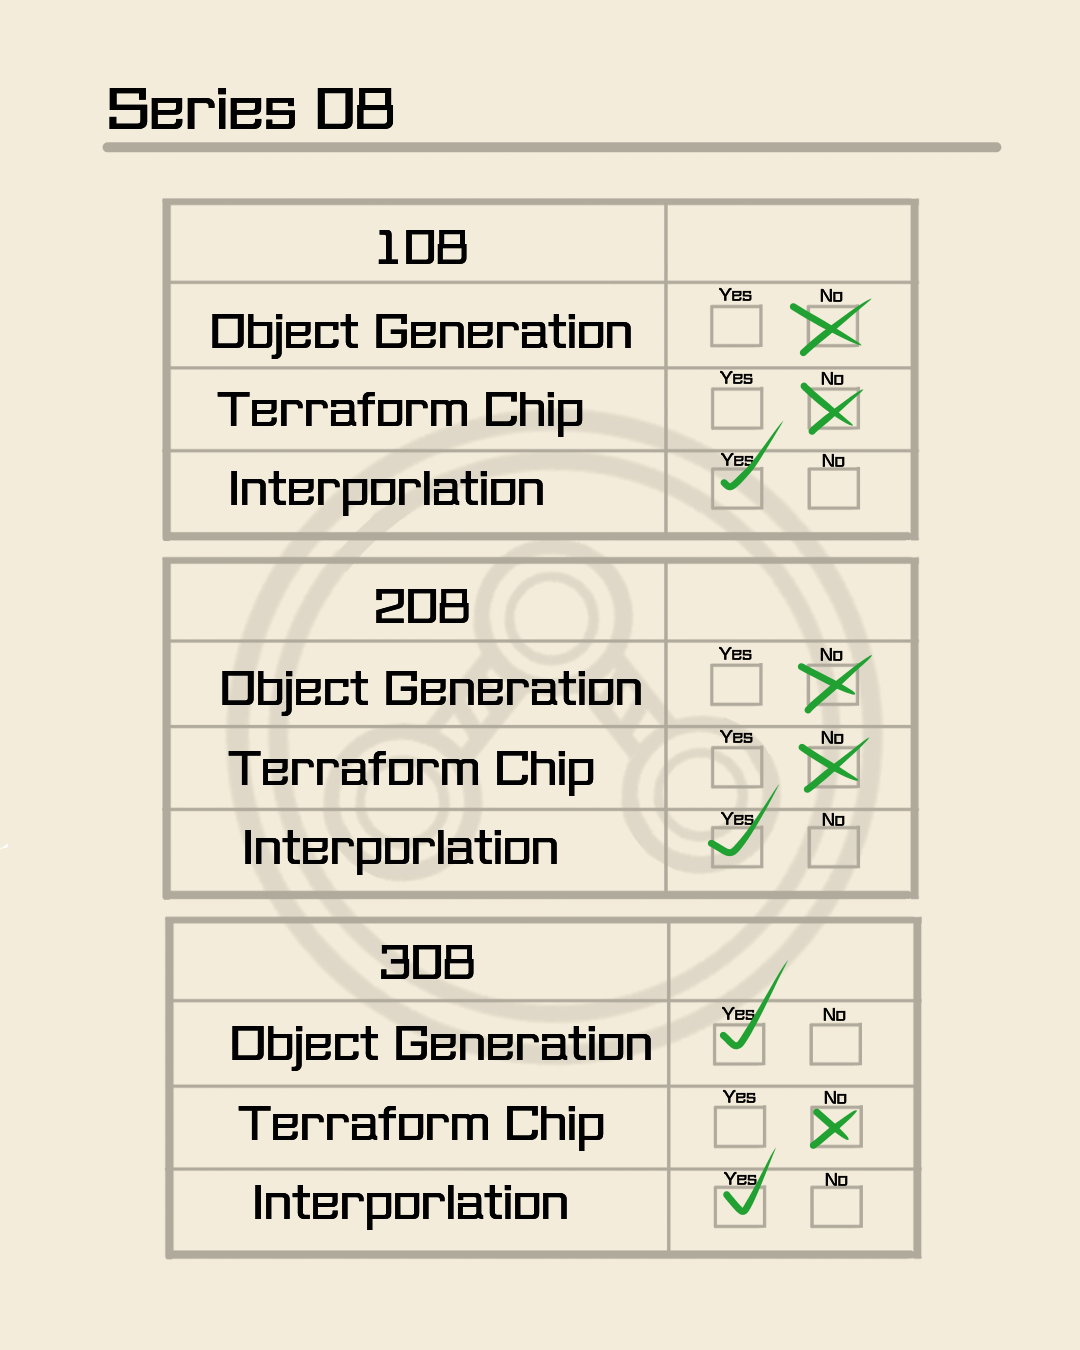 Series 08
108
Yes No
Object Generation
Yes No
Terraform Chip
Yes No
Interporlation
208
Yes No
Object Generation
Yes No
Terraform Chip
Yes No
Interporlation
308
Yes No
Object Generation
Yes No
Terraform Chip
Yes No
Interporlation